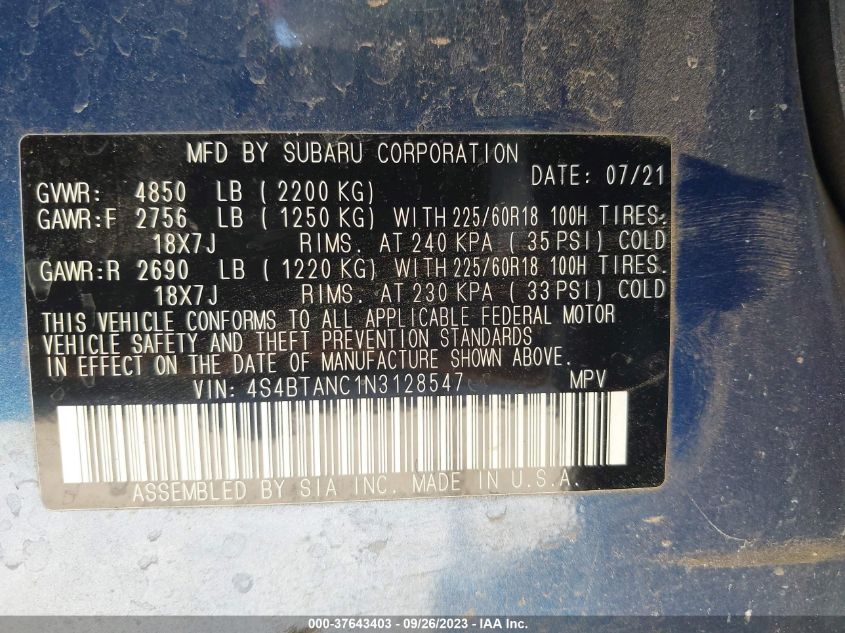 MFD BY SUBARU CORPORATION
DATE: 07/21
GVWR: 4850 LB (2200 KG)
GAWR:F 2756 LB (1250 KG) WITH 225/60R18 100H TIRES.
18X7J RIMS. AT 240 KPA (35 PSI) COLD
GAWR:R 2690 LB (1220 KG) WITH 225/60R18 100H TIRES.
18X7J RIMS. AT 230 KPA (33 PSI) COLD
THIS VEHICLE CONFORMS TO ALL APPLICABLE FEDERAL MOTOR
VEHICLE SAFETY AND THEFT PREVENTION STANDARDS
IN EFFECT ON THE DATE OF MANUFACTURE SHOWN ABOVE.
VIN: 4S4BTANC1N3128547 MPV
ASSEMBLED BY SIA INC. MADE IN U.S.A.
000-37643403 - 09/26/2023 - IAA Inc.